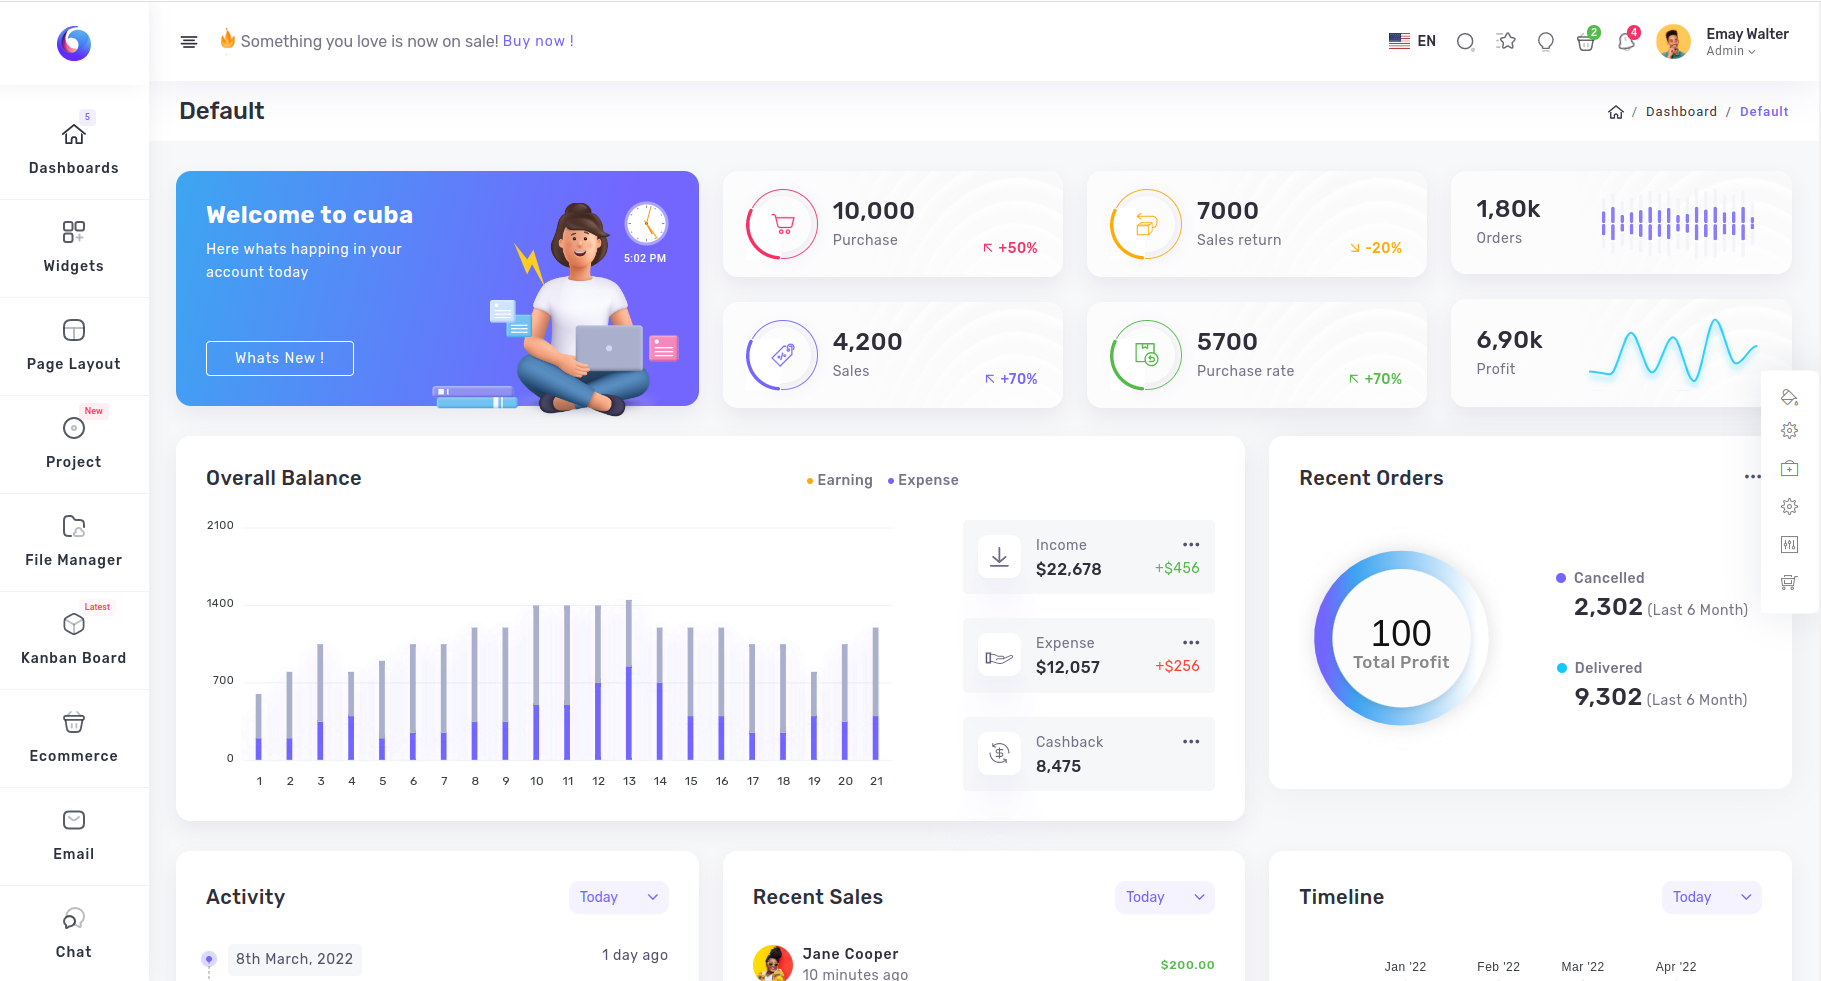 Something you love is now on sale! Buy now !
EN
2
4
Emay Walter
Admin
Default
/ Dashboard / Default
5
Dashboards
Widgets
Page Layout
New
Project
File Manager
Latest
Kanban Board
Ecommerce
Email
Chat
Welcome to cuba
Here whats happing in your
account today
Whats New !
5:02 PM
10,000
Purchase
+50%
7000
Sales return
-20%
1,80k
Orders
4,200
Sales
+70%
5700
Purchase rate
+70%
6,90k
Profit
Overall Balance
Earning
Expense
2100
1400
700
0
1 2 3 4 5 6 7 8 9 10 11 12 13 14 15 16 17 18 19 20 21
Income
$22,678
+$456
Expense
$12,057
+$256
Cashback
8,475
Recent Orders
100
Total Profit
Cancelled
2,302 (Last 6 Month)
Delivered
9,302 (Last 6 Month)
Activity
Today
8th March, 2022
1 day ago
Recent Sales
Today
Jane Cooper
10 minutes ago
$200.00
Timeline
Today
Jan '22 Feb '22 Mar '22 Apr '22